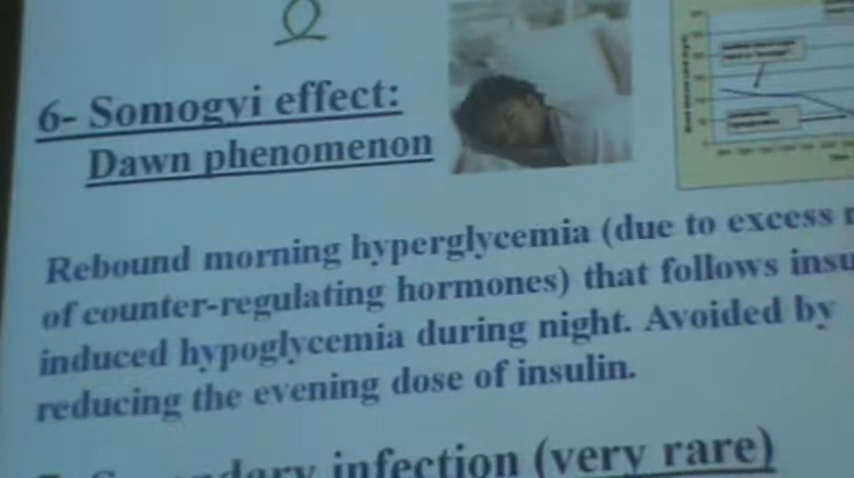 6- Somogyi effect:
Dawn phenomenon
Rebound morning hyperglycemia (due to excess
of counter-regulating hormones) that follows
induced hypoglycemia during night. Avoided by
reducing the evening dose of insulin.
infection (very rare)